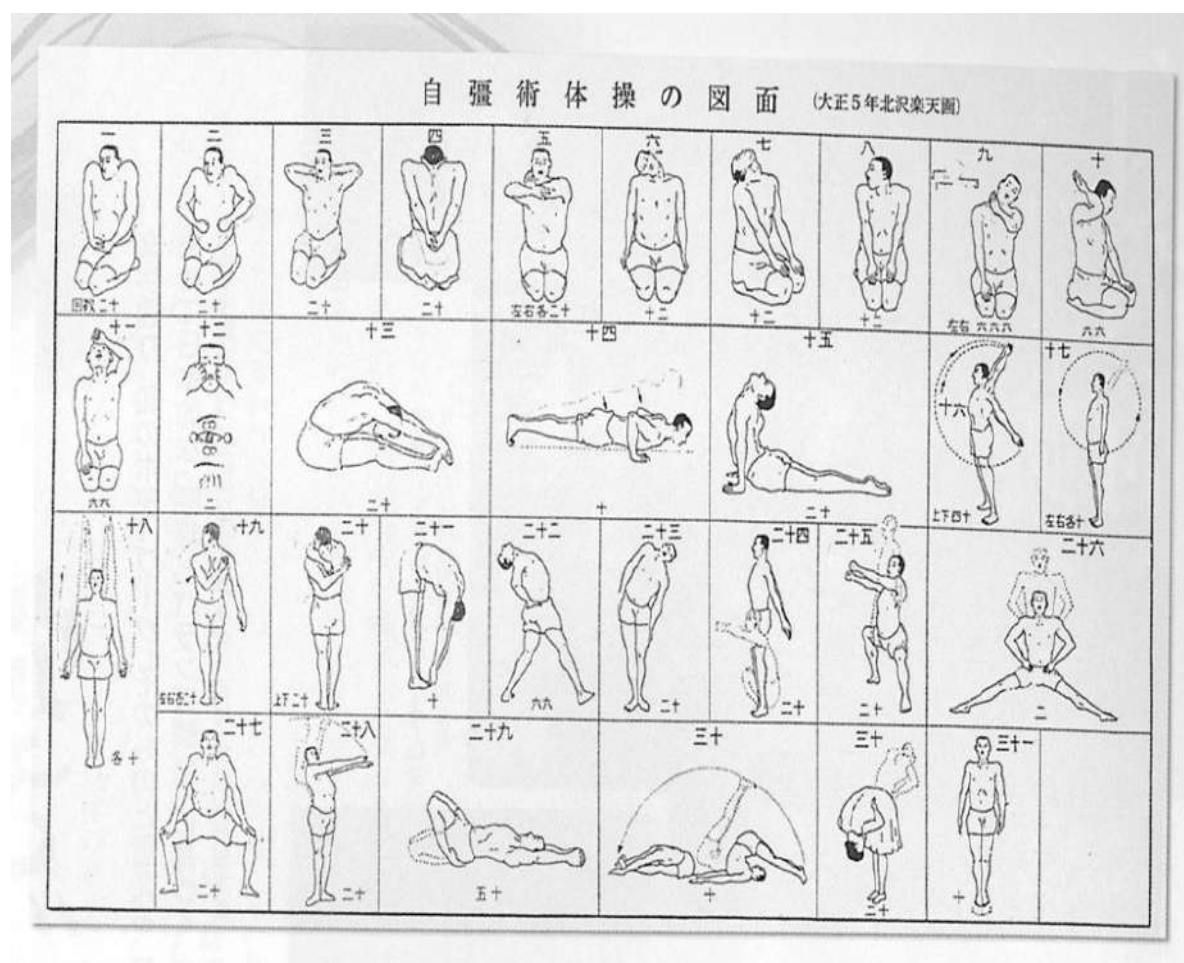 自彊術体操の図面 (大正5年北沢楽天画)
一 二 三 四 五 六 七 八 九 十
回数二十 二十 二十 二十 左右各二十 十二 十二 十二 左右 六六六 六六
十一 十二 十三 十四 十五 十六 十七
六六 二 二十 十 二十 上下四十 左右各十
十八 十九 二十 二十一 二十二 二十三 二十四 二十五 二十六
各十 左右各二十 上下二十 十 六六 二十 二十 二十 二
二十七 二十八 二十九 三十 三十 三十一
二十 二十 五十 十 二十 十